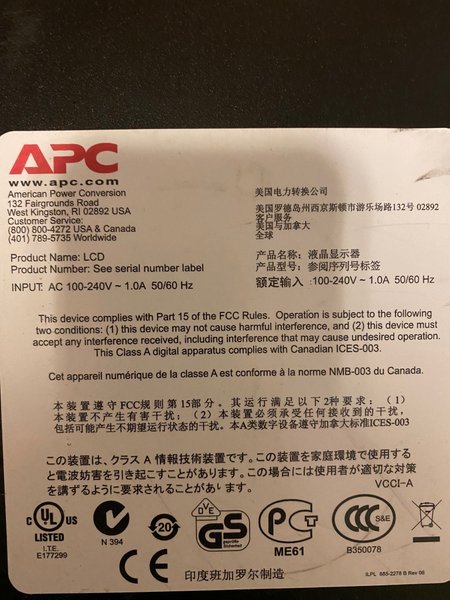 APC
www.apc.com
American Power Conversion
132 Fairgrounds Road
West Kingston, RI 02892 USA
Customer Service:
(800) 800-4272 USA & Canada
(401) 789-5735 Worldwide
美国电力转换公司
美国罗德岛州西京斯顿市游乐场路132号 02892
客户服务
美国与加拿大
全球
Product Name: LCD
Product Number: See serial number label
产品名称：液晶显示器
产品型号：参阅序列号标签
INPUT: AC 100-240V ~ 1.0A 50/60 Hz
额定输入 :100-240V ~ 1.0A 50/60 Hz
This device complies with Part 15 of the FCC Rules. Operation is subject to the following
two conditions: (1) this device may not cause harmful interference, and (2) this device must
accept any interference received, including interference that may cause undesired operation.
This Class A digital apparatus complies with Canadian ICES-003.
Cet appareil numérique de la classe A est conforme à la norme NMB-003 du Canada.
本装置遵守FCC规则第15部分。其运行满足以下2种要求：（1）
本装置不产生有害干扰；（2）本装置必须承受任何接收到的干扰，
包括可能产生不期望运行状态的干扰。本A类数字设备遵守加拿大标准ICES-003
この装置は、クラス A 情報技術装置です。この装置を家庭環境で使用する
と電波妨害を引き起こすことがあります。この場合には使用者が適切な対策
を講ずるように要求されることがあります。
VCCI-A
c UL US
LISTED
I.T.E.
E177299
N 394
20
DVE
GS
geprüfte
Sicherheit
PCT
ME61
CCC S&E
B350078
CE
印度班加罗尔制造
ILPL 885-2278 B Rev 06